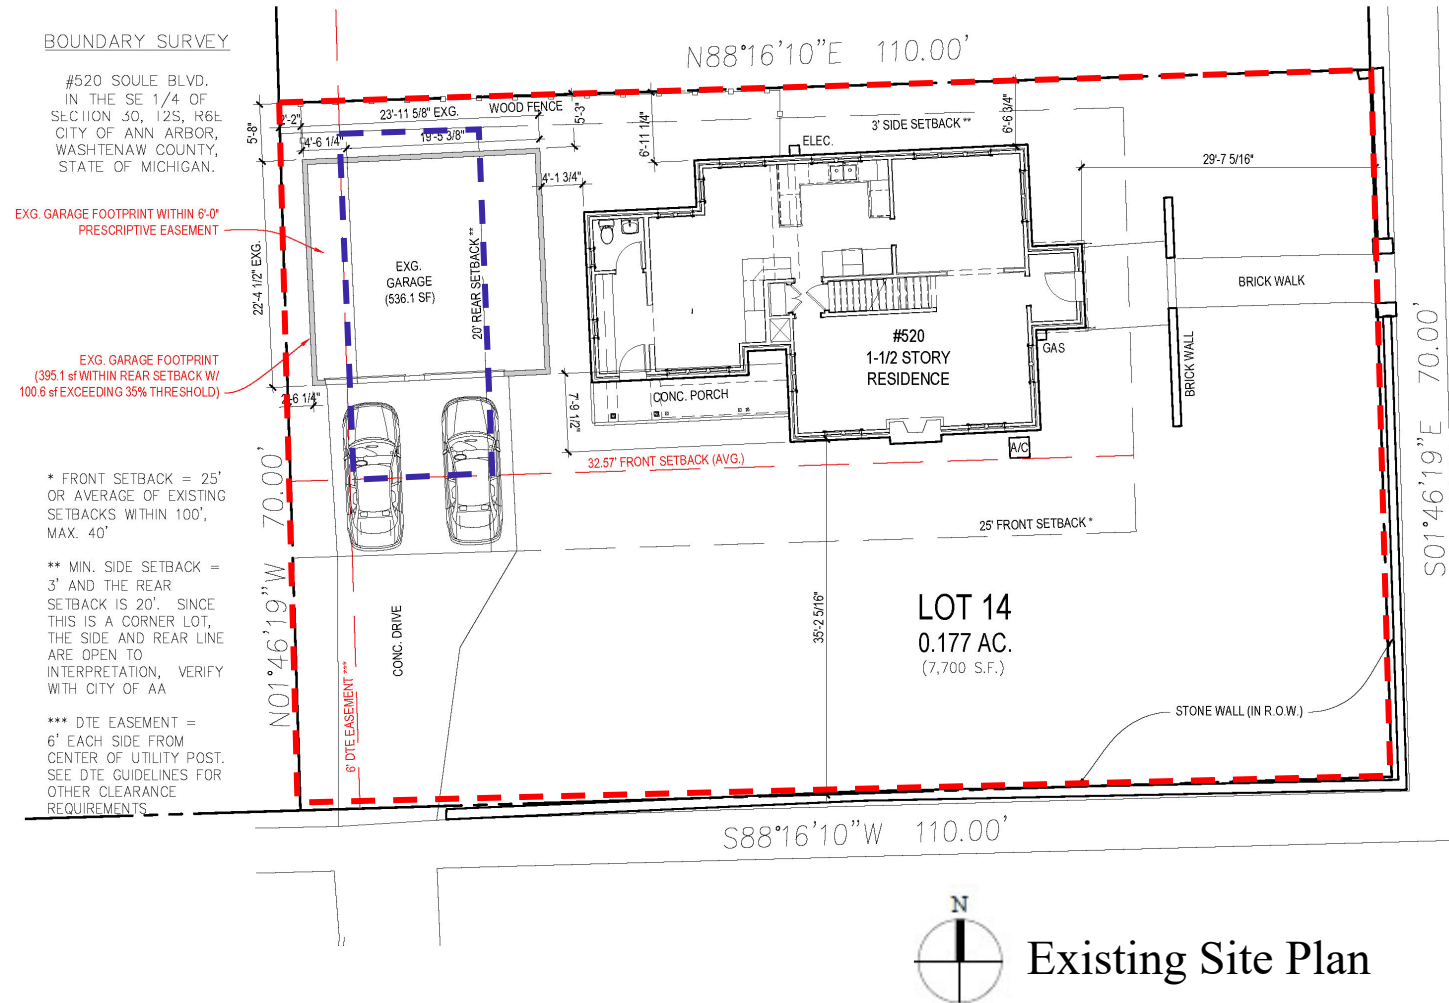 BOUNDARY SURVEY
#520 SOULE BLVD.
IN THE SE 1/4 OF
SECTION 30, T2S, R6E
CITY OF ANN ARBOR,
WASHTENAW COUNTY,
STATE OF MICHIGAN.
EXG. GARAGE FOOTPRINT WITHIN 6'-0"
PRESCRIPTIVE EASEMENT
EXG. GARAGE FOOTPRINT
(395.1 sf WITHIN REAR SETBACK W/
100.6 sf EXCEEDING 35% THRESHOLD)
* FRONT SETBACK = 25'
OR AVERAGE OF EXISTING
SETBACKS WITHIN 100',
MAX. 40'
** MIN. SIDE SETBACK =
3' AND THE REAR
SETBACK IS 20'. SINCE
THIS IS A CORNER LOT,
THE SIDE AND REAR LINE
ARE OPEN TO
INTERPRETATION, VERIFY
WITH CITY OF AA
*** DTE EASEMENT =
6' EACH SIDE FROM
CENTER OF UTILITY POST.
SEE DTE GUIDELINES FOR
OTHER CLEARANCE
REQUIREMENTS
N88°16'10"E 110.00'
5'-8"
2'-2"
23'-11 5/8" EXG.
WOOD FENCE
5'-3"
4'-6 1/4"
19'-5 3/8"
6'-11 1/4"
ELEC.
3' SIDE SETBACK **
6'-6 3/4"
29'-7 5/16"
4'-1 3/4"
22'-4 1/2" EXG.
EXG.
GARAGE
(536.1 SF)
20' REAR SETBACK **
#520
1-1/2 STORY
RESIDENCE
GAS
BRICK WALK
BRICK WALL
CONC. PORCH
2'-6 1/4"
7'-9 1/2"
A/C
32.57' FRONT SETBACK (AVG.)
25' FRONT SETBACK *
N01°46'19"W 70.00'
S01°46'19"E 70.00'
35'-2 5/16"
CONC. DRIVE
6' DTE EASEMENT ***
LOT 14
0.177 AC.
(7,700 S.F.)
STONE WALL (IN R.O.W.)
S88°16'10"W 110.00'
N
Existing Site Plan